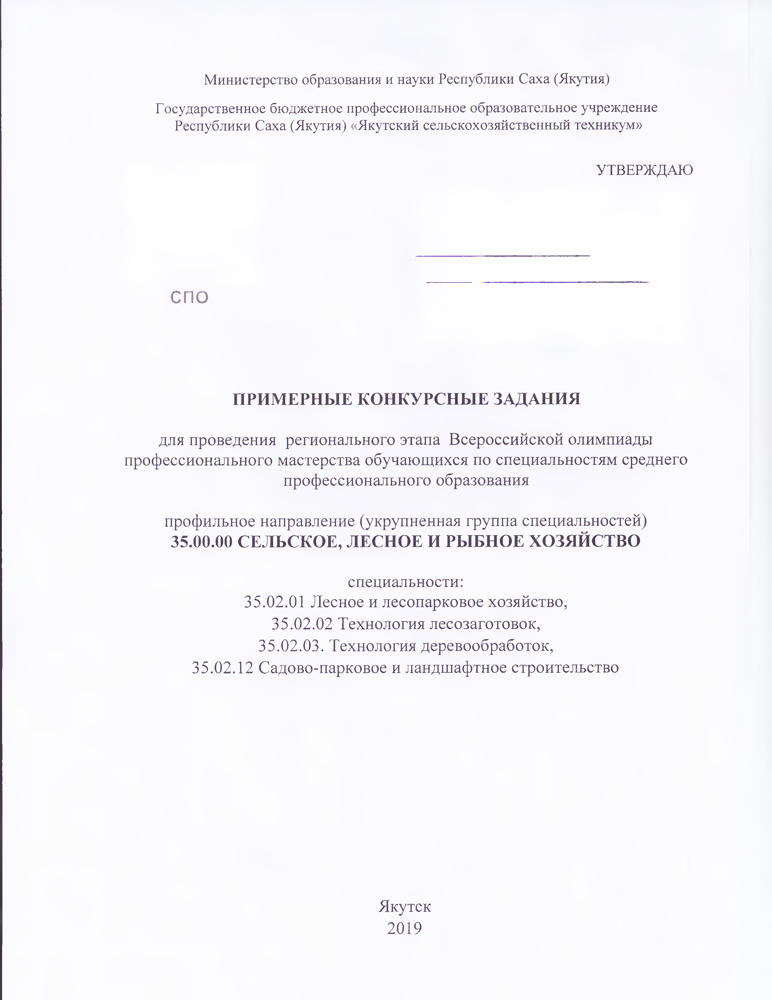 Министерство образования и науки Республики Саха (Якутия)
Государственное бюджетное профессиональное образовательное учреждение
Республики Саха (Якутия) «Якутский сельскохозяйственный техникум»
УТВЕРЖДАЮ
СПО
ПРИМЕРНЫЕ КОНКУРСНЫЕ ЗАДАНИЯ
для проведения регионального этапа Всероссийской олимпиады
профессионального мастерства обучающихся по специальностям среднего
профессионального образования
профильное направление (укрупненная группа специальностей)
35.00.00 СЕЛЬСКОЕ, ЛЕСНОЕ И РЫБНОЕ ХОЗЯЙСТВО
специальности:
35.02.01 Лесное и лесопарковое хозяйство,
35.02.02 Технология лесозаготовок,
35.02.03. Технология деревообработок,
35.02.12 Садово-парковое и ландшафтное строительство
Якутск
2019